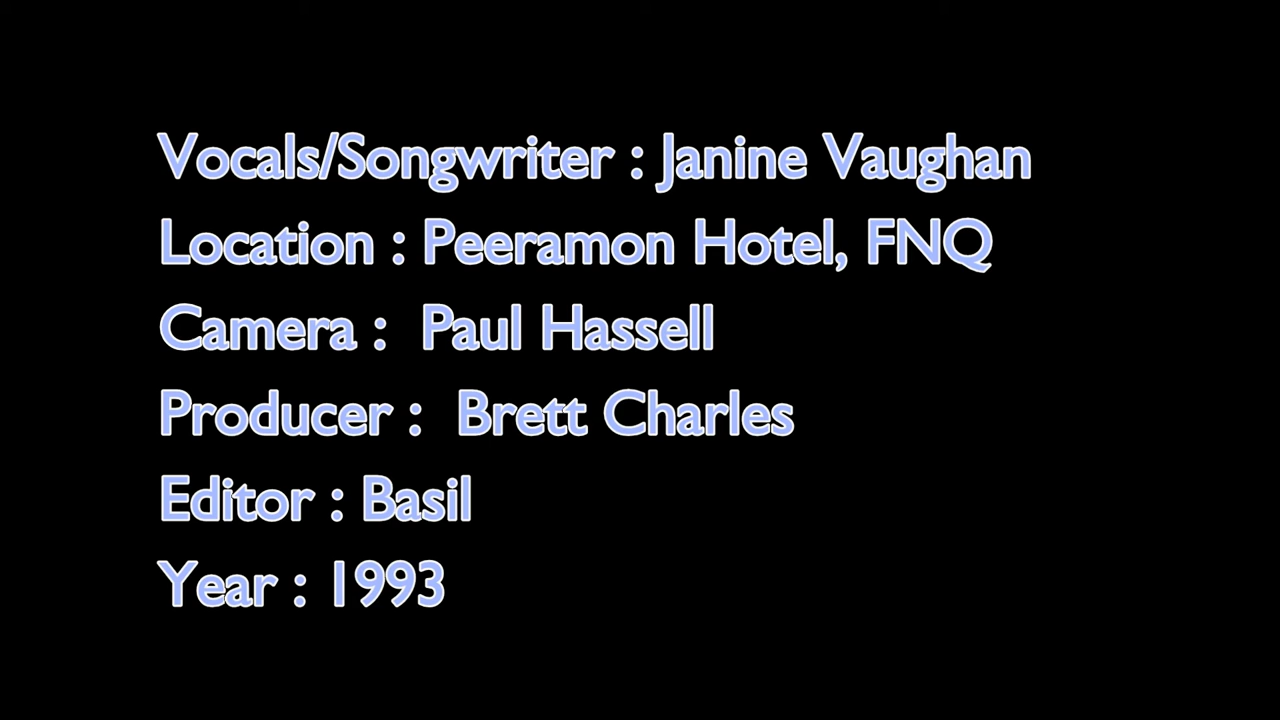 Vocals/Songwriter : Janine Vaughan
Location : Peeramon Hotel, FNQ
Camera :  Paul Hassell
Producer :  Brett Charles
Editor : Basil
Year : 1993